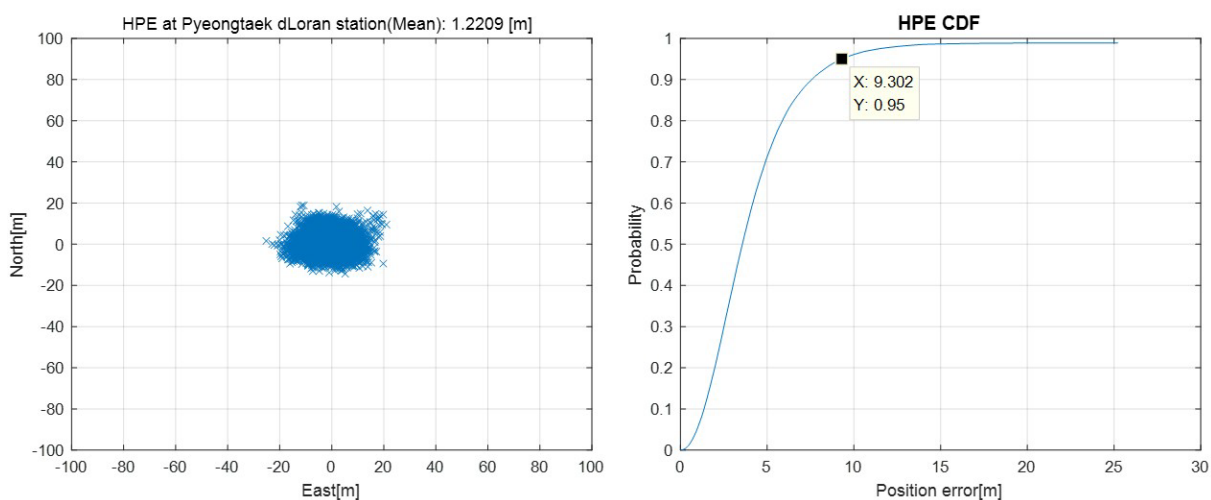 HPE at Pyeongtaek dLoran station(Mean): 1.2209 [m]
100
80
60
40
20
0
-20
-40
-60
-80
-100
North[m]
-100 -80 -60 -40 -20 0 20 40 60 80 100
East[m]
HPE CDF
1
0.9
0.8
0.7
0.6
0.5
0.4
0.3
0.2
0.1
0
Probability
X: 9.302
Y: 0.95
0 5 10 15 20 25 30
Position error[m]